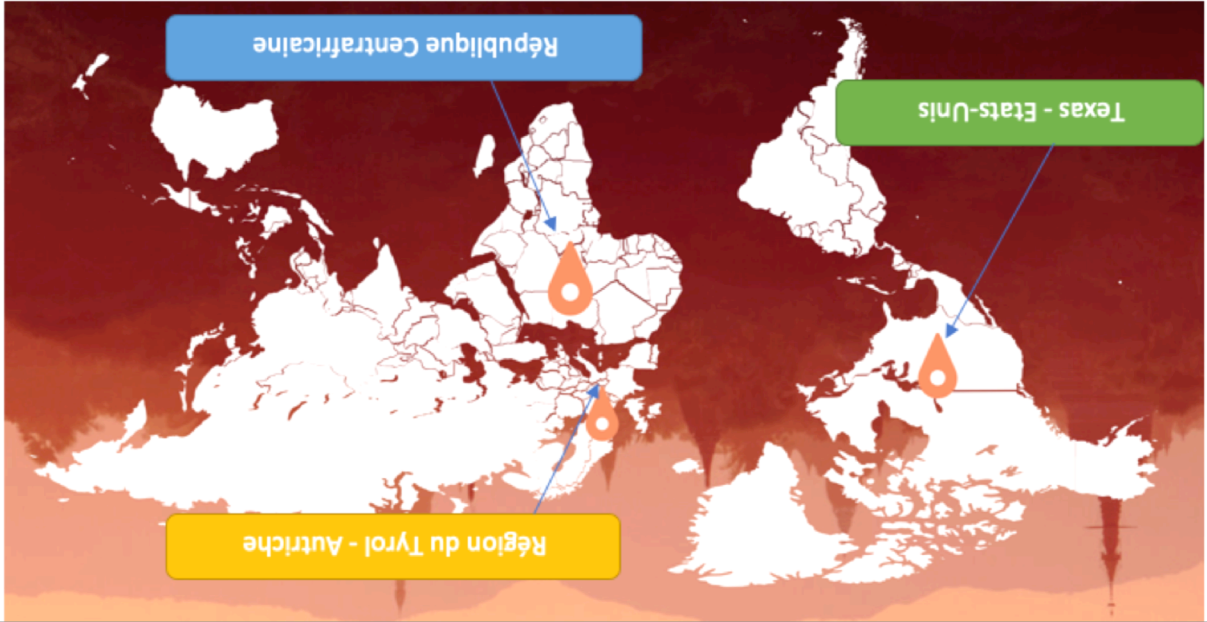 Région du Tyrol - Autriche
Texas - Etats-Unis
République Centrafricaine